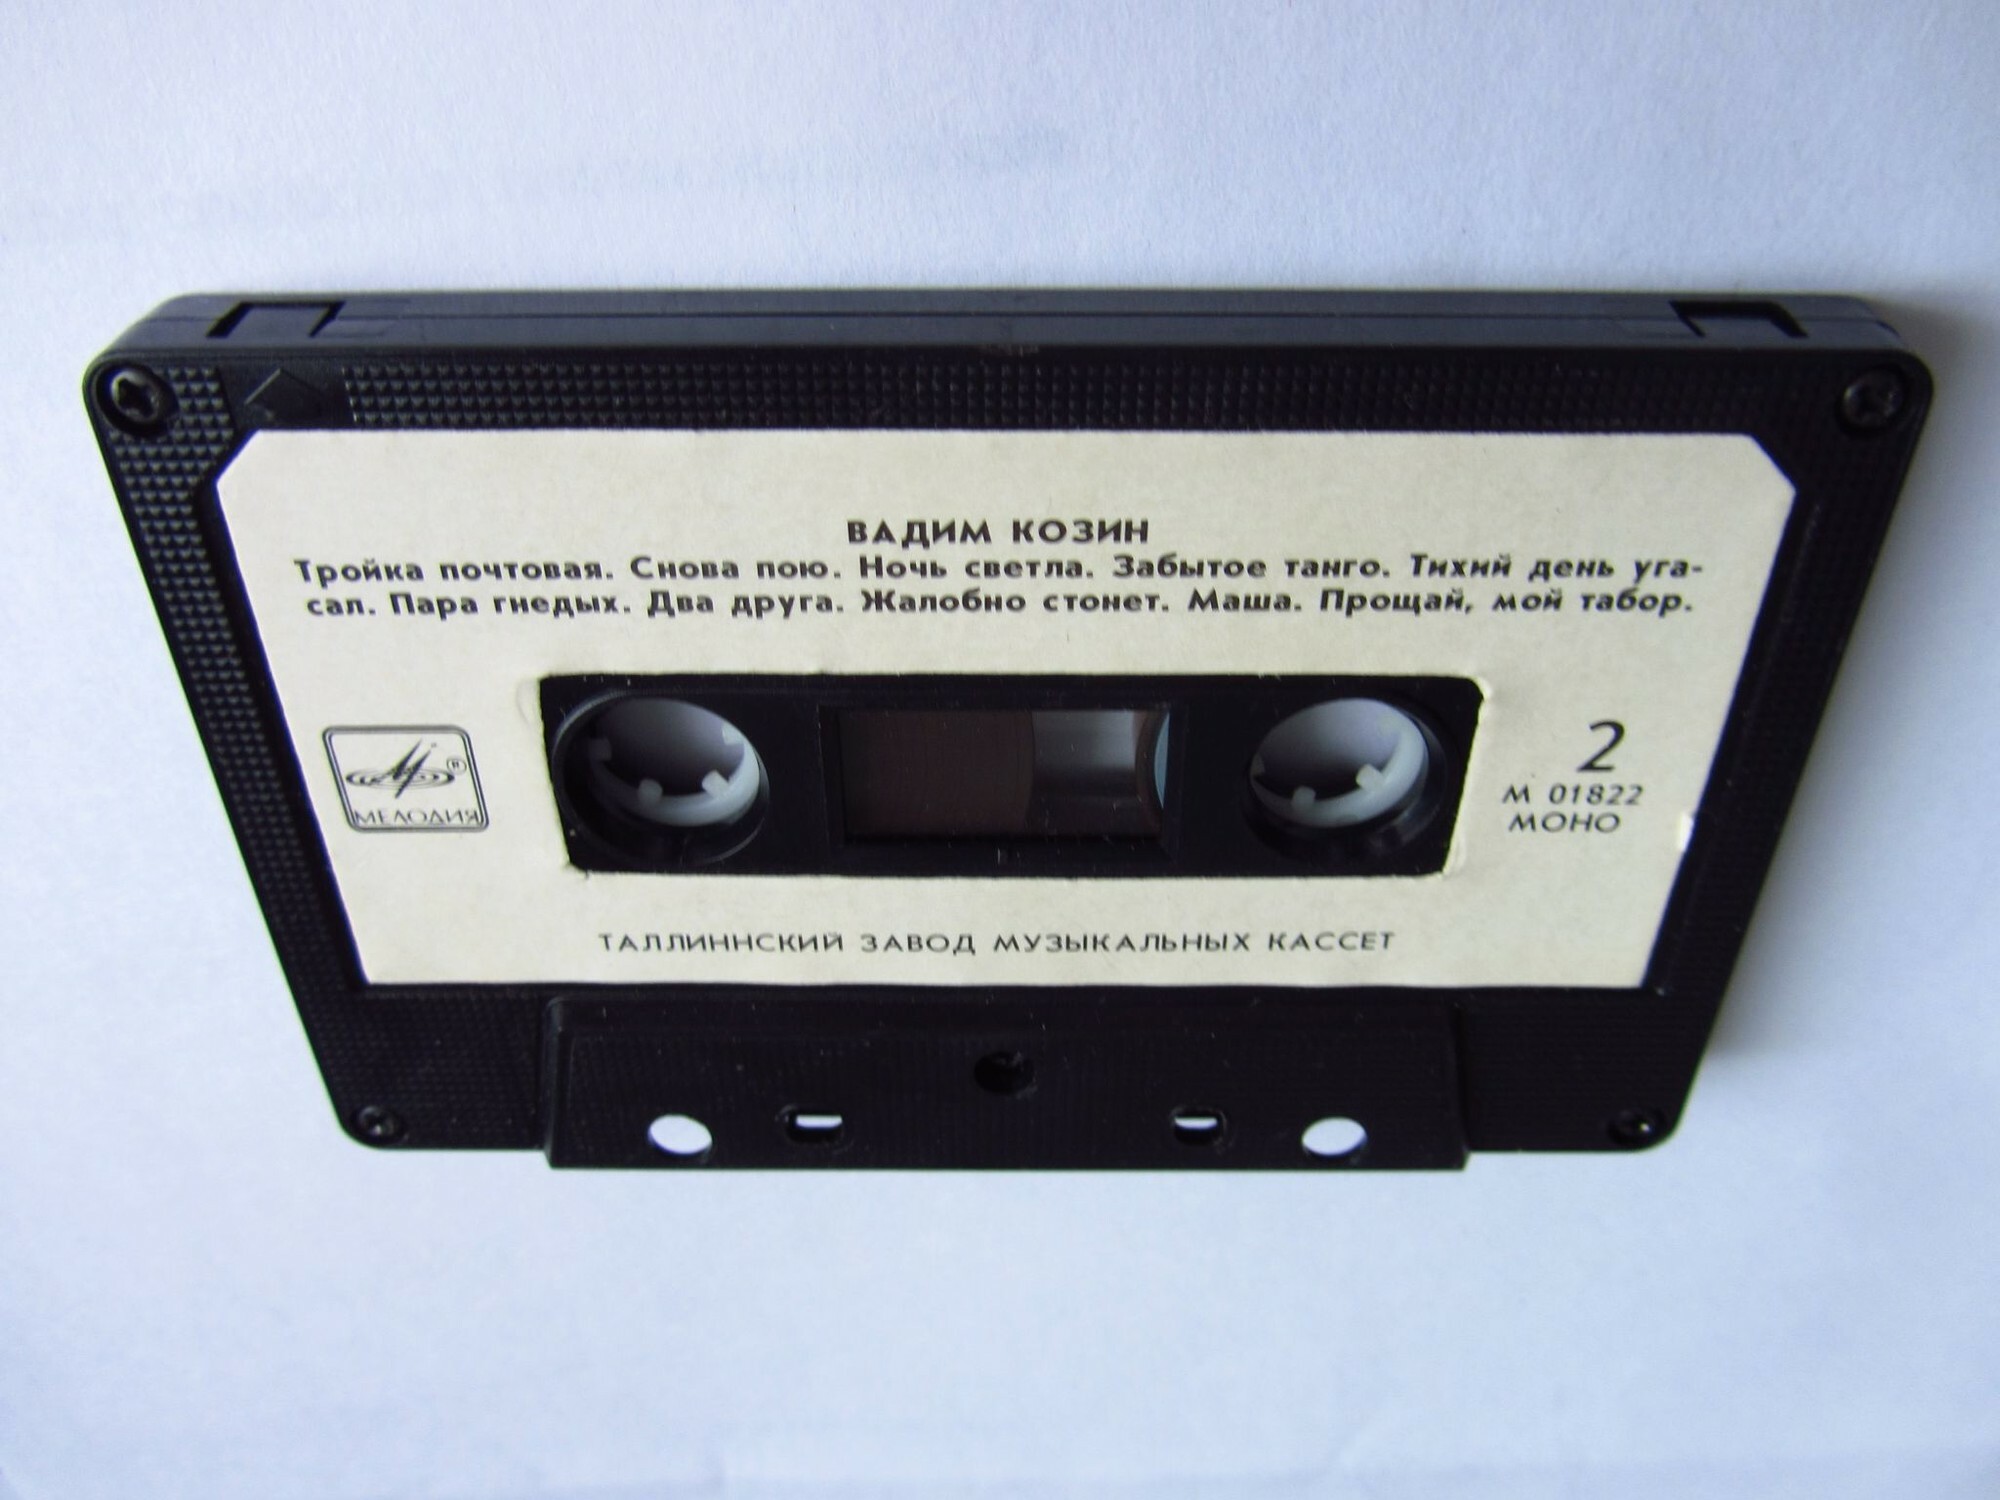 ВАДИМ КОЗИН
Тройка почтовая. Снова пою. Ночь светла. Забытое танго. Тихий день уга-
сал. Пара гнедых. Два друга. Жалобно стонет. Маша. Прощай, мой табор.
®
МЕЛОДИЯ
2
М 01822
МОНО
ТАЛЛИННСКИЙ ЗАВОД МУЗЫКАЛЬНЫХ КАССЕТ